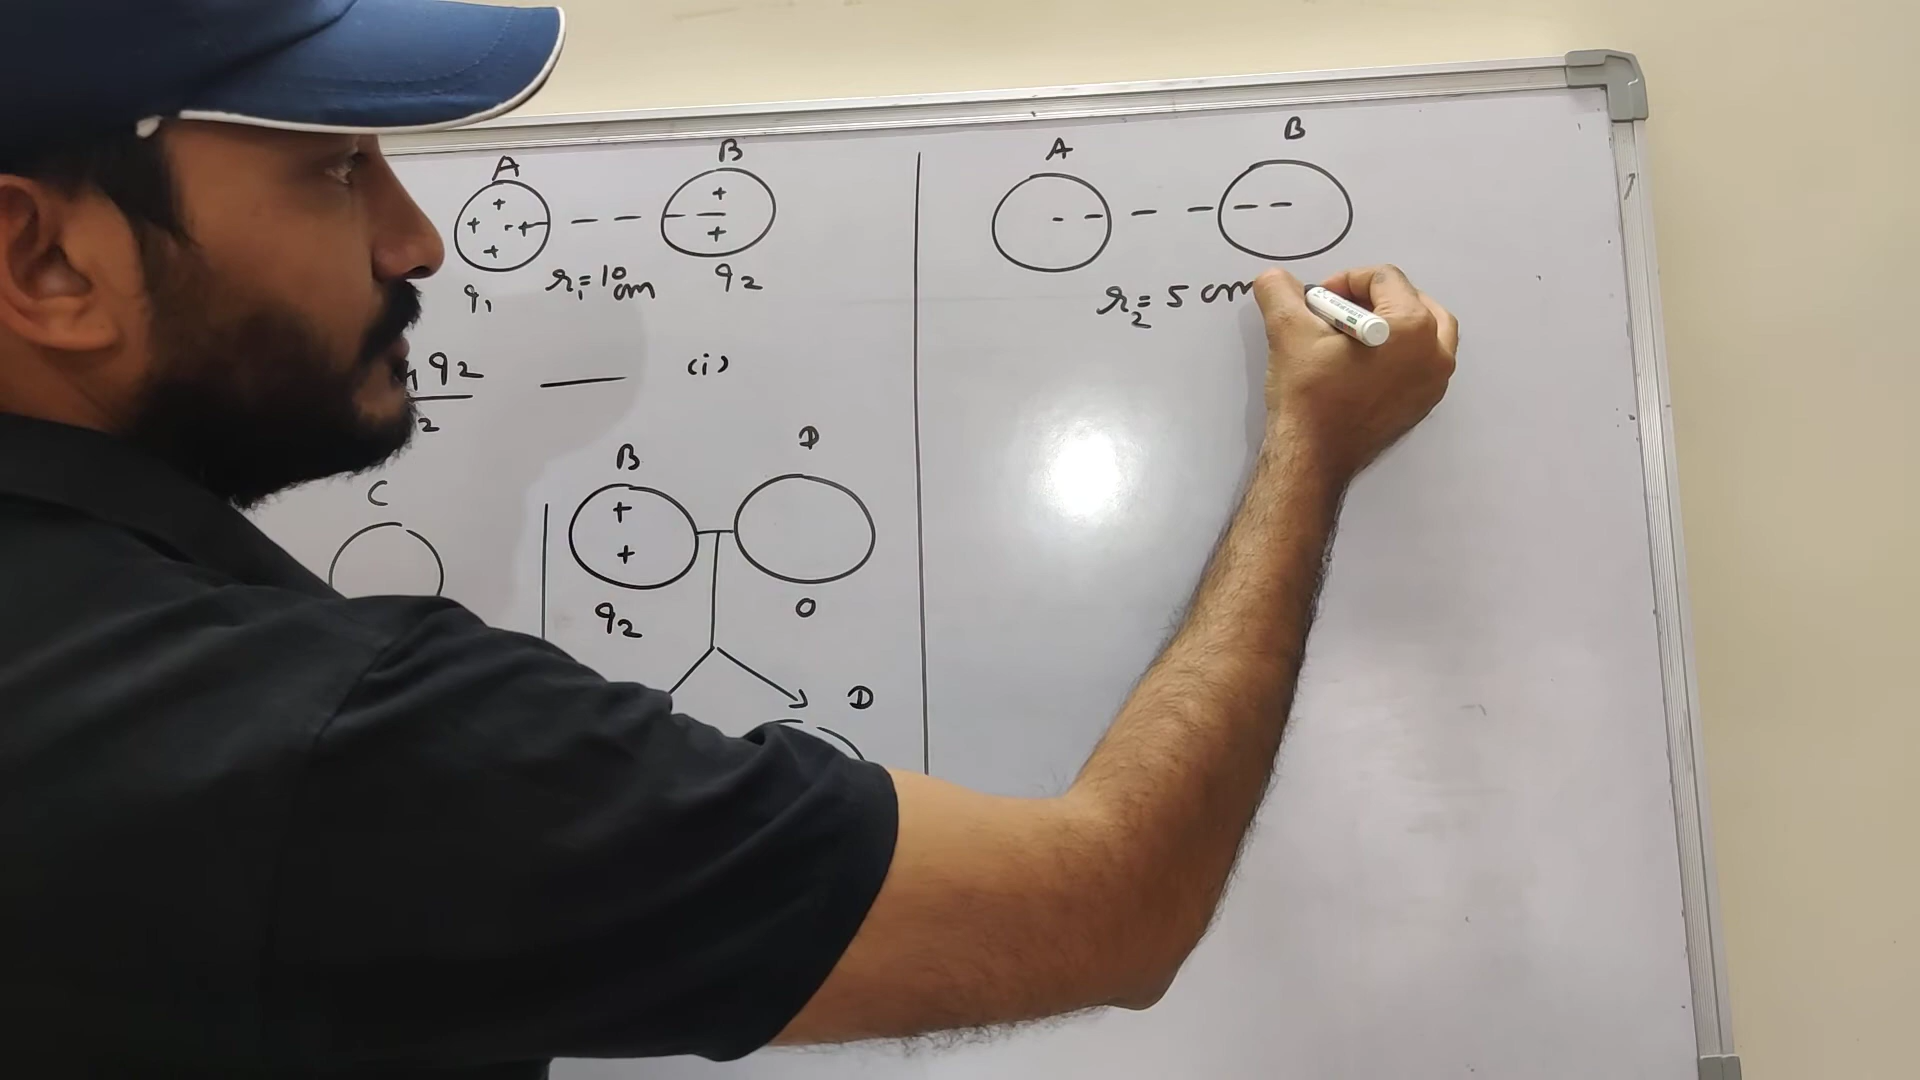 A B
+ + + + + +
q1 r1 = 10 cm q2
q2 (i)
2
C B D
+
+
q2 0
D
A B
r2 = 5 cm